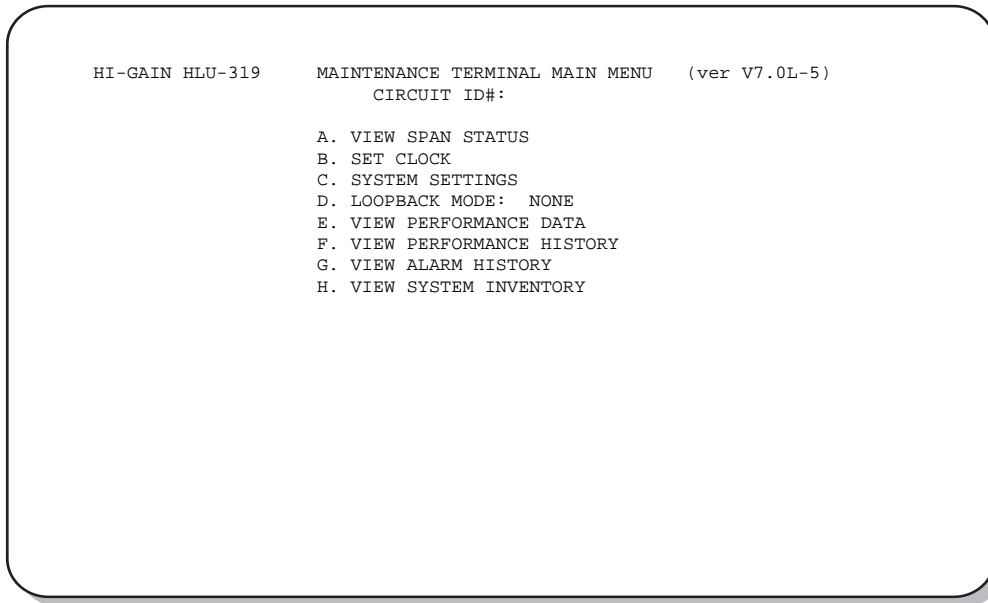 HI-GAIN HLU-319 MAINTENANCE TERMINAL MAIN MENU (ver V7.0L-5)
CIRCUIT ID#:
A. VIEW SPAN STATUS
B. SET CLOCK
C. SYSTEM SETTINGS
D. LOOPBACK MODE: NONE
E. VIEW PERFORMANCE DATA
F. VIEW PERFORMANCE HISTORY
G. VIEW ALARM HISTORY
H. VIEW SYSTEM INVENTORY